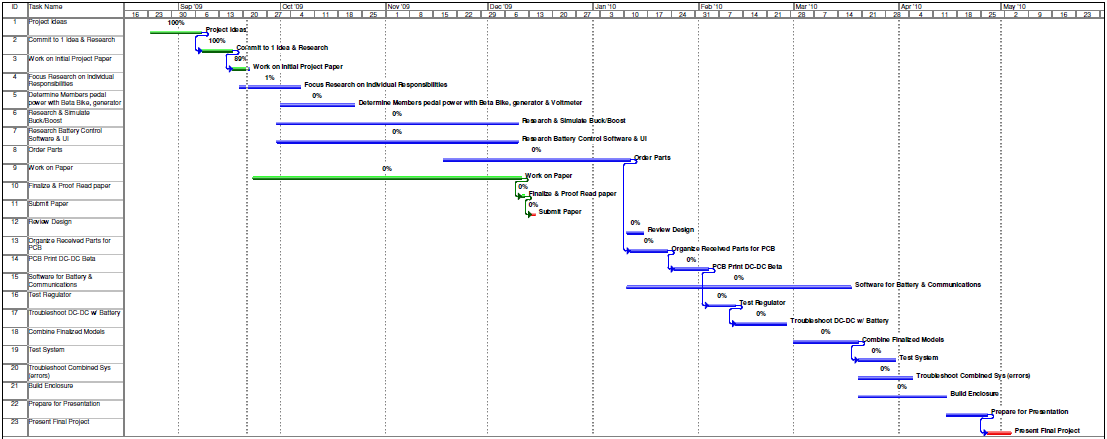 ID Task Name Sep '09 Oct '09 Nov '09 Dec '09 Jan '10 Feb '10 Mar '10 Apr '10 May '10
16 23 30 6 13 20 27 4 11 18 25 1 8 15 22 29 6 13 20 27 3 10 17 24 31 7 14 21 28 7 14 21 28 4 11 18 25 2 9 16 23
1 Project Ideas 100%
Project Ideas
2 Commit to 1 Idea & Research 100%
Commit to 1 Idea & Research
3 Work on Initial Project Paper 89%
Work on Initial Project Paper
4 Focus Research on Individual 1%
Responsibilities Focus Research on Individual Responsibilities
5 Determine Members pedal 0%
power with Beta Bike, generator Determine Members pedal power with Beta Bike, generator & Voltmeter
6 Research & Simulate 0%
Buck/Boost Research & Simulate Buck/Boost
7 Research Battery Control 0%
Software & UI Research Battery Control Software & UI
8 Order Parts 0%
Order Parts
9 Work on Paper 0%
Work on Paper
10 Finalize & Proof Read paper 0%
Finalize & Proof Read paper
11 Submit Paper 0%
Submit Paper
12 Review Design 0%
Review Design
13 Organize Received Parts for 0%
PCB Organize Received Parts for PCB
14 PCB Print DC-DC Beta 0%
PCB Print DC-DC Beta
15 Software for Battery & 0%
Communications Software for Battery & Communications
16 Test Regulator 0%
Test Regulator
17 Troubleshoot DC-DC w/ Battery 0%
Troubleshoot DC-DC w/ Battery
18 Combine Finalized Models 0%
Combine Finalized Models
19 Test System 0%
Test System
20 Troubleshoot Combined Sys 0%
(errors) Troubleshoot Combined Sys (errors)
21 Build Enclosure 0%
Build Enclosure
22 Prepare for Presentation
Prepare for Presentation
23 Present Final Project
Present Final Project